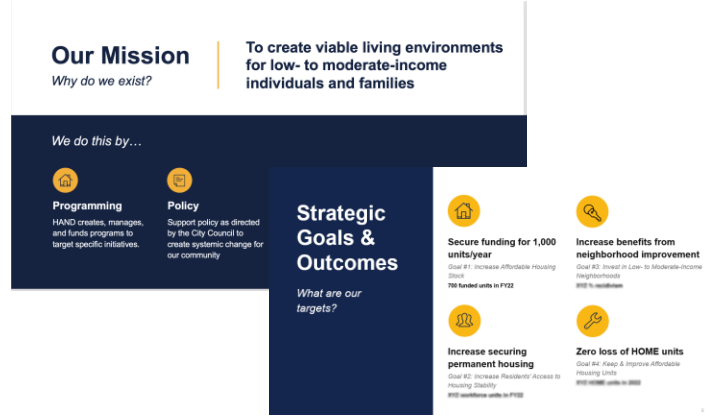 Our Mission
Why do we exist?
To create viable living environments
for low- to moderate-income
individuals and families
We do this by…
Programming
HAND creates, manages,
and funds programs to
target specific initiatives.
Policy
Support policy as directed
by the City Council to
create systemic change for
our community
Strategic
Goals &
Outcomes
What are our
targets?
Secure funding for 1,000
units/year
Goal #1: Increase Affordable Housing
Stock
750 funded units in FY22
Increase benefits from
neighborhood improvement
Goal #3: Invest in Low- to Moderate-Income
Neighborhoods
Increase securing
permanent housing
Goal #2: Increase Residents' Access to
Housing Stability
Zero loss of HOME units
Goal #4: Keep & Improve Affordable
Housing Units